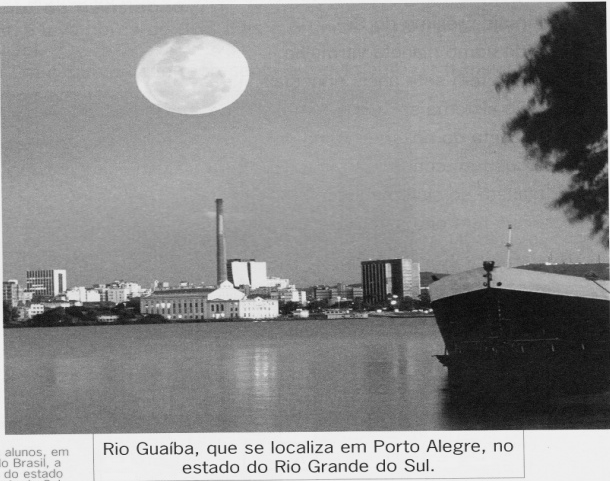 Rio Guaíba, que se localiza em Porto Alegre, no
estado do Rio Grande do Sul.
alunos, em
do Brasil, a
do estado